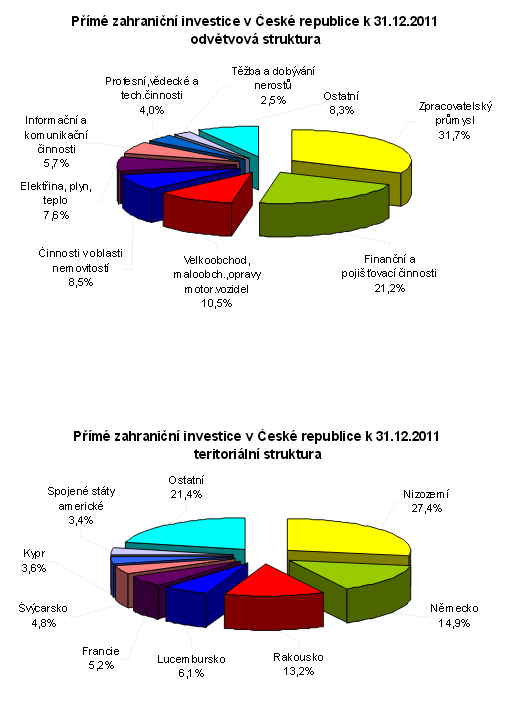 Přímé zahraniční investice v České republice k 31.12.2011
odvětvová struktura
Těžba a dobývání
nerostů
2,5%
Profesní,vědecké a
tech.činnosti
4,0%
Ostatní
8,3%
Zpracovatelský
průmysl
31,7%
Informační a
komunikační
činnosti
5,7%
Elektřina, plyn,
teplo
7,6%
Činnosti v oblasti
nemovitostí
8,5%
Velkoobchod,
maloobch.,opravy
motor.vozidel
10,5%
Finanční a
pojišťovací činnosti
21,2%
Přímé zahraniční investice v České republice k 31.12.2011
teritoriální struktura
Ostatní
21,4%
Spojené státy
americké
3,4%
Nizozemí
27,4%
Kypr
3,6%
Švýcarsko
4,8%
Německo
14,9%
Francie
5,2%
Lucembursko
6,1%
Rakousko
13,2%